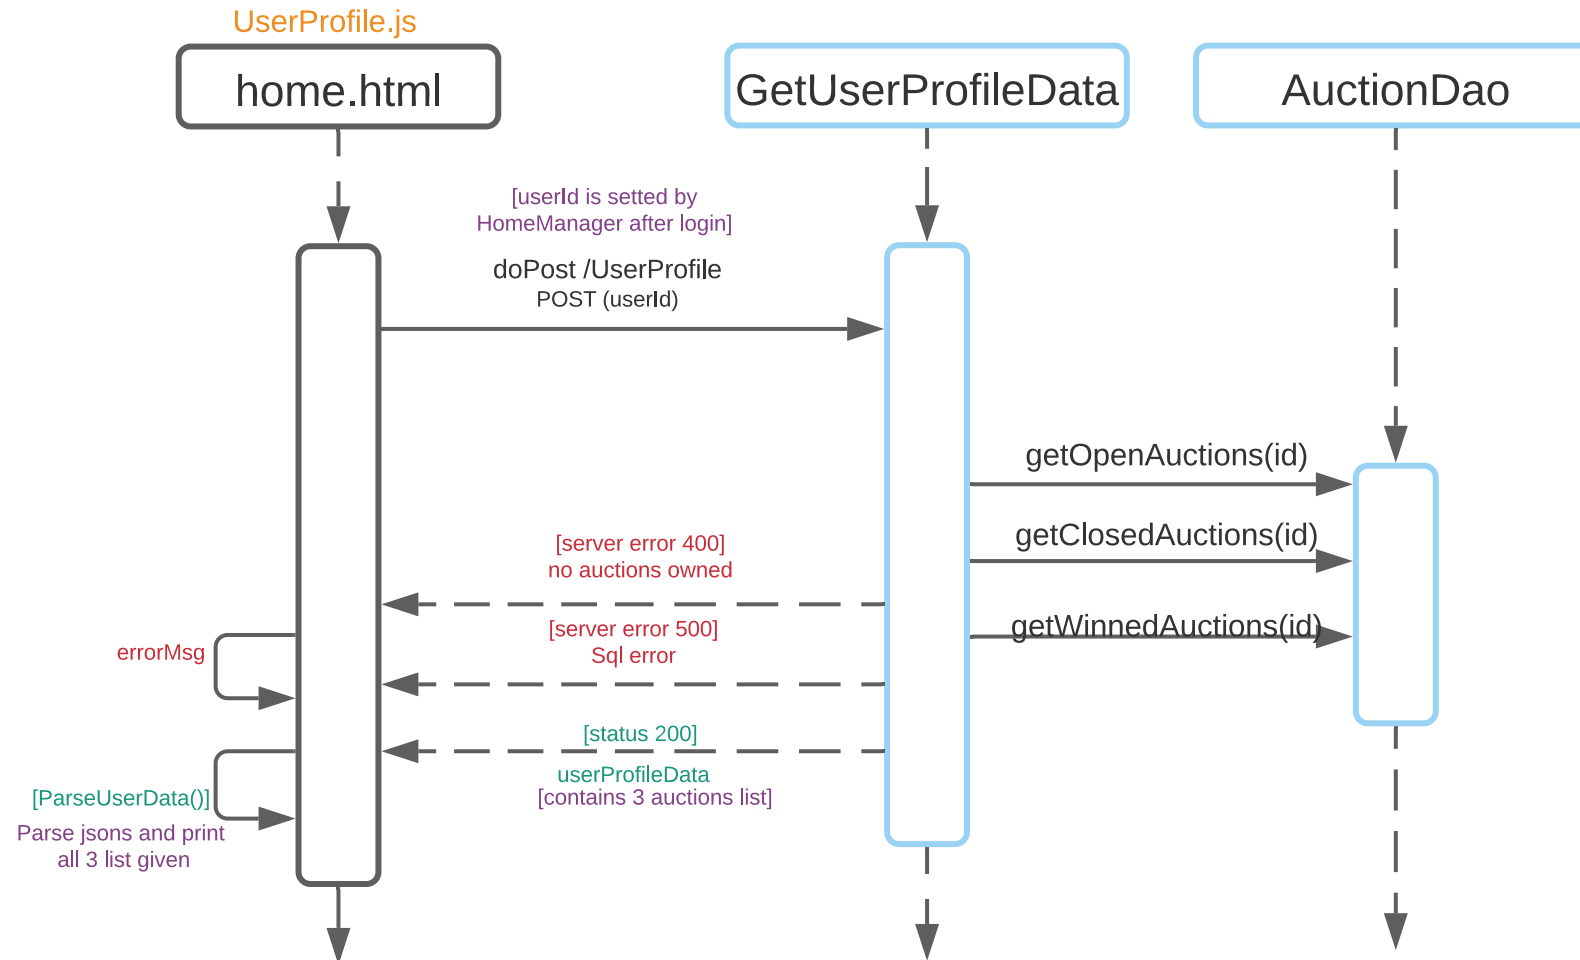 UserProfile.js
home.html
GetUserProfileData
AuctionDao
[userId is setted by
HomeManager after login]
doPost /UserProfile
POST (userId)
getOpenAuctions(id)
getClosedAuctions(id)
[server error 400]
no auctions owned
getWinnedAuctions(id)
[server error 500]
Sql error
errorMsg
[status 200]
userProfileData
[contains 3 auctions list]
[ParseUserData()]
Parse jsons and print
all 3 list given